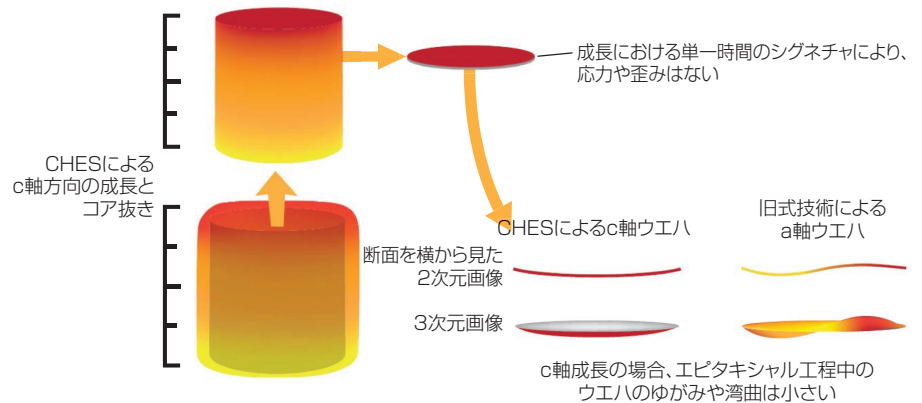 成長における単一時間のシグネチャにより、
応力や歪みはない
CHESによる
c軸方向の成長と
コア抜き
CHESによるc軸ウエハ
旧式技術による
a軸ウエハ
断面を横から見た
2次元画像
3次元画像
c軸成長の場合、エピタキシャル工程中の
ウエハのゆがみや湾曲は小さい